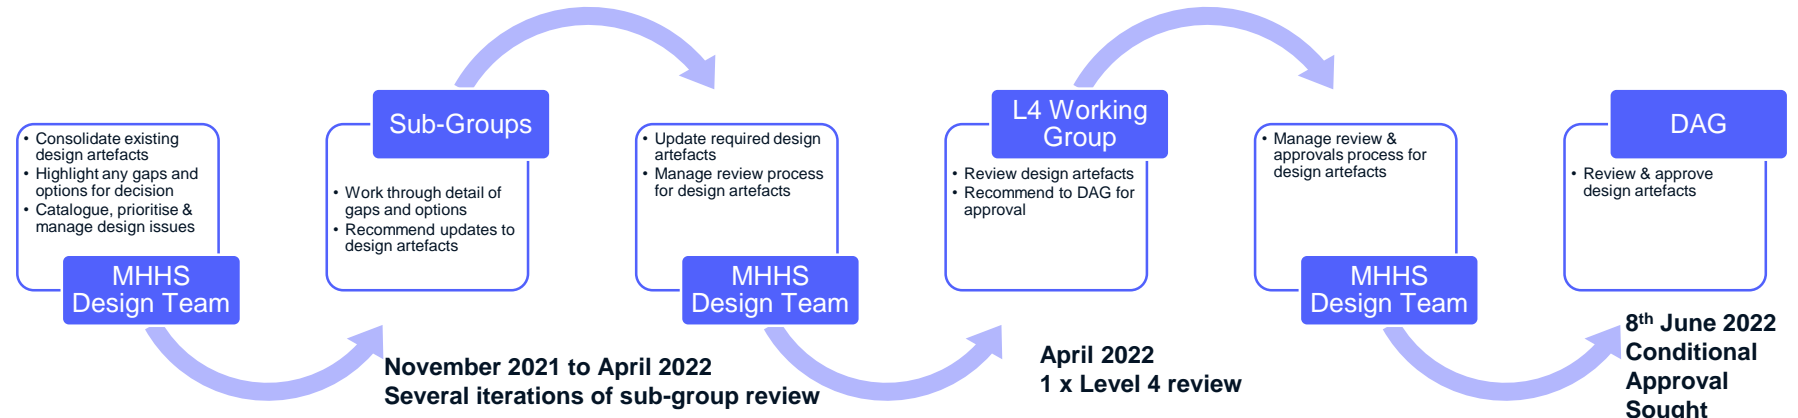 • Consolidate existing
design artefacts
• Highlight any gaps and
options for decision
• Catalogue, prioritise &
manage design issues
MHHS
Design Team
Sub-Groups
• Work through detail of
gaps and options
• Recommend updates to
design artefacts
November 2021 to April 2022
Several iterations of sub-group review
• Update required design
artefacts
• Manage review process
for design artefacts
MHHS
Design Team
L4 Working
Group
• Review design artefacts
• Recommend to DAG for
approval
April 2022
1 x Level 4 review
• Manage review &
approvals process for
design artefacts
MHHS
Design Team
DAG
• Review & approve
design artefacts
8th June 2022
Conditional
Approval
Sought